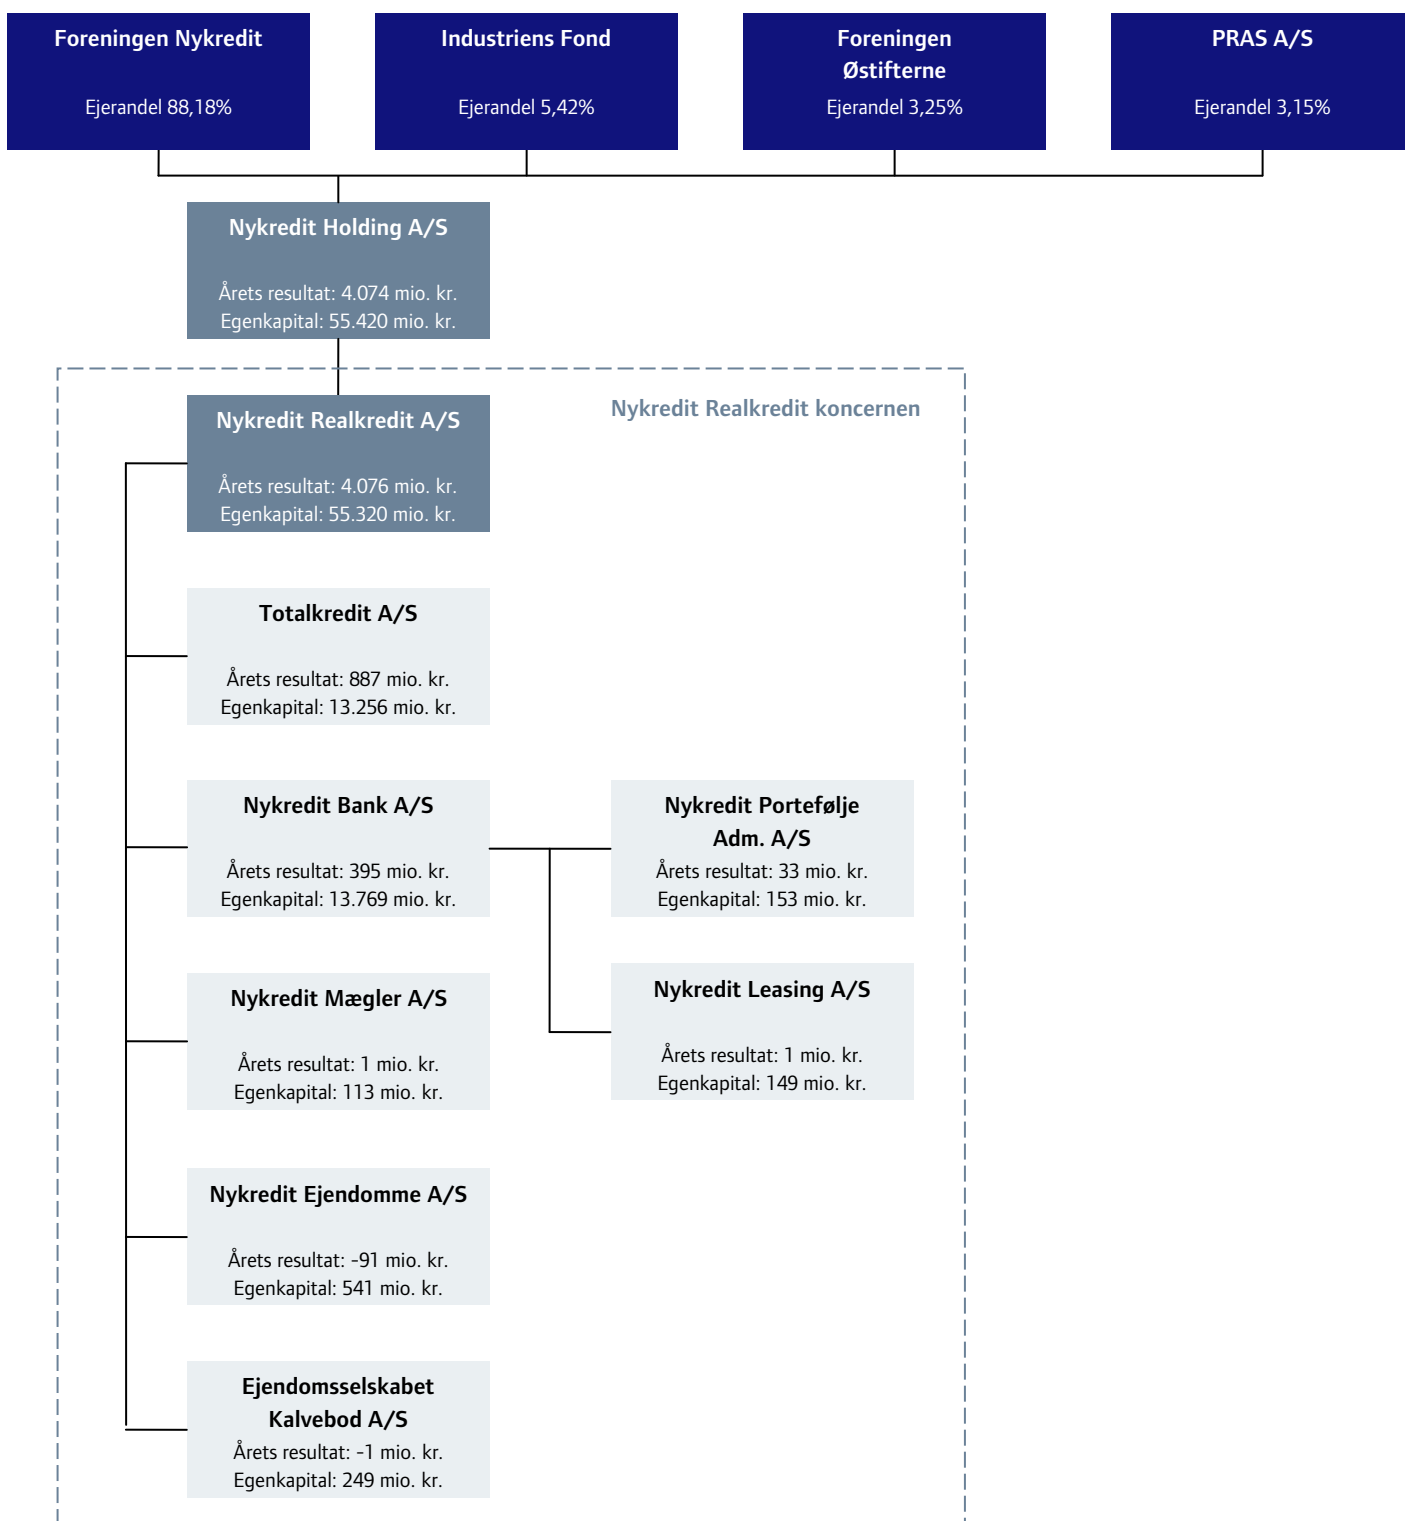 Foreningen Nykredit
Ejerandel 88,18%
Industriens Fond
Ejerandel 5,42%
Foreningen
Østifterne
Ejerandel 3,25%
PRAS A/S
Ejerandel 3,15%
Nykredit Holding A/S
Årets resultat: 4.074 mio. kr.
Egenkapital: 55.420 mio. kr.
Nykredit Realkredit koncernen
Nykredit Realkredit A/S
Årets resultat: 4.076 mio. kr.
Egenkapital: 55.320 mio. kr.
Totalkredit A/S
Årets resultat: 887 mio. kr.
Egenkapital: 13.256 mio. kr.
Nykredit Bank A/S
Årets resultat: 395 mio. kr.
Egenkapital: 13.769 mio. kr.
Nykredit Portefølje
Adm. A/S
Årets resultat: 33 mio. kr.
Egenkapital: 153 mio. kr.
Nykredit Leasing A/S
Årets resultat: 1 mio. kr.
Egenkapital: 149 mio. kr.
Nykredit Mægler A/S
Årets resultat: 1 mio. kr.
Egenkapital: 113 mio. kr.
Nykredit Ejendomme A/S
Årets resultat: -91 mio. kr.
Egenkapital: 541 mio. kr.
Ejendomsselskabet
Kalvebod A/S
Årets resultat: -1 mio. kr.
Egenkapital: 249 mio. kr.